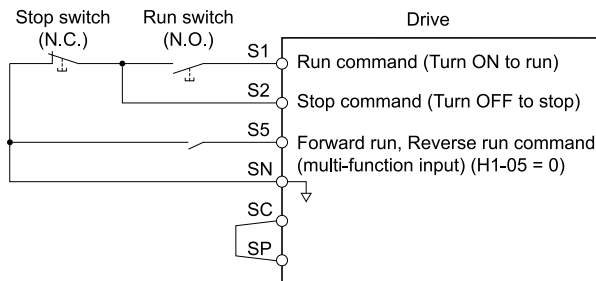 Stop switch
(N.C.)
Run switch
(N.O.)
Drive
S1
Run command (Turn ON to run)
S2
Stop command (Turn OFF to stop)
S5
Forward run, Reverse run command
(multi-function input) (H1-05 = 0)
SN
SC
SP